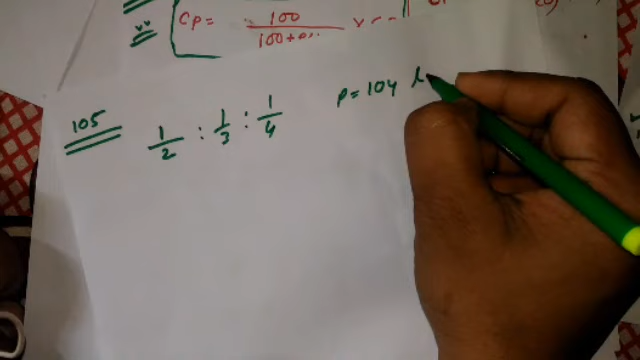 CP = 100 / 100 +
105
1/2 : 1/3 : 1/4
P = 104